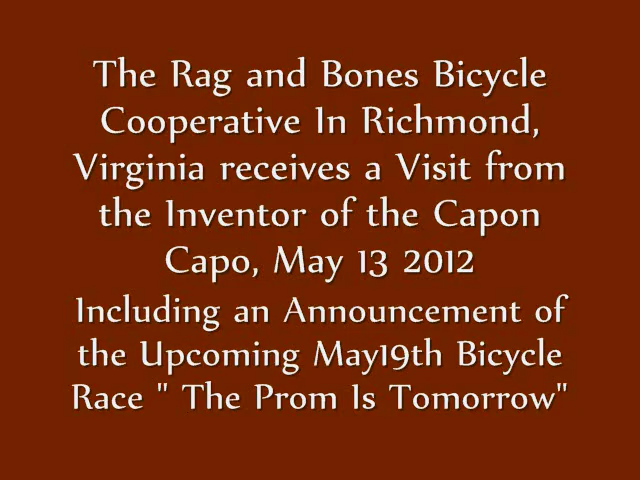 The Rag and Bones Bicycle
Cooperative In Richmond,
Virginia receives a Visit from
the Inventor of the Capon
Capo, May 13 2012
Including an Announcement of
the Upcoming May19th Bicycle
Race " The Prom Is Tomorrow"